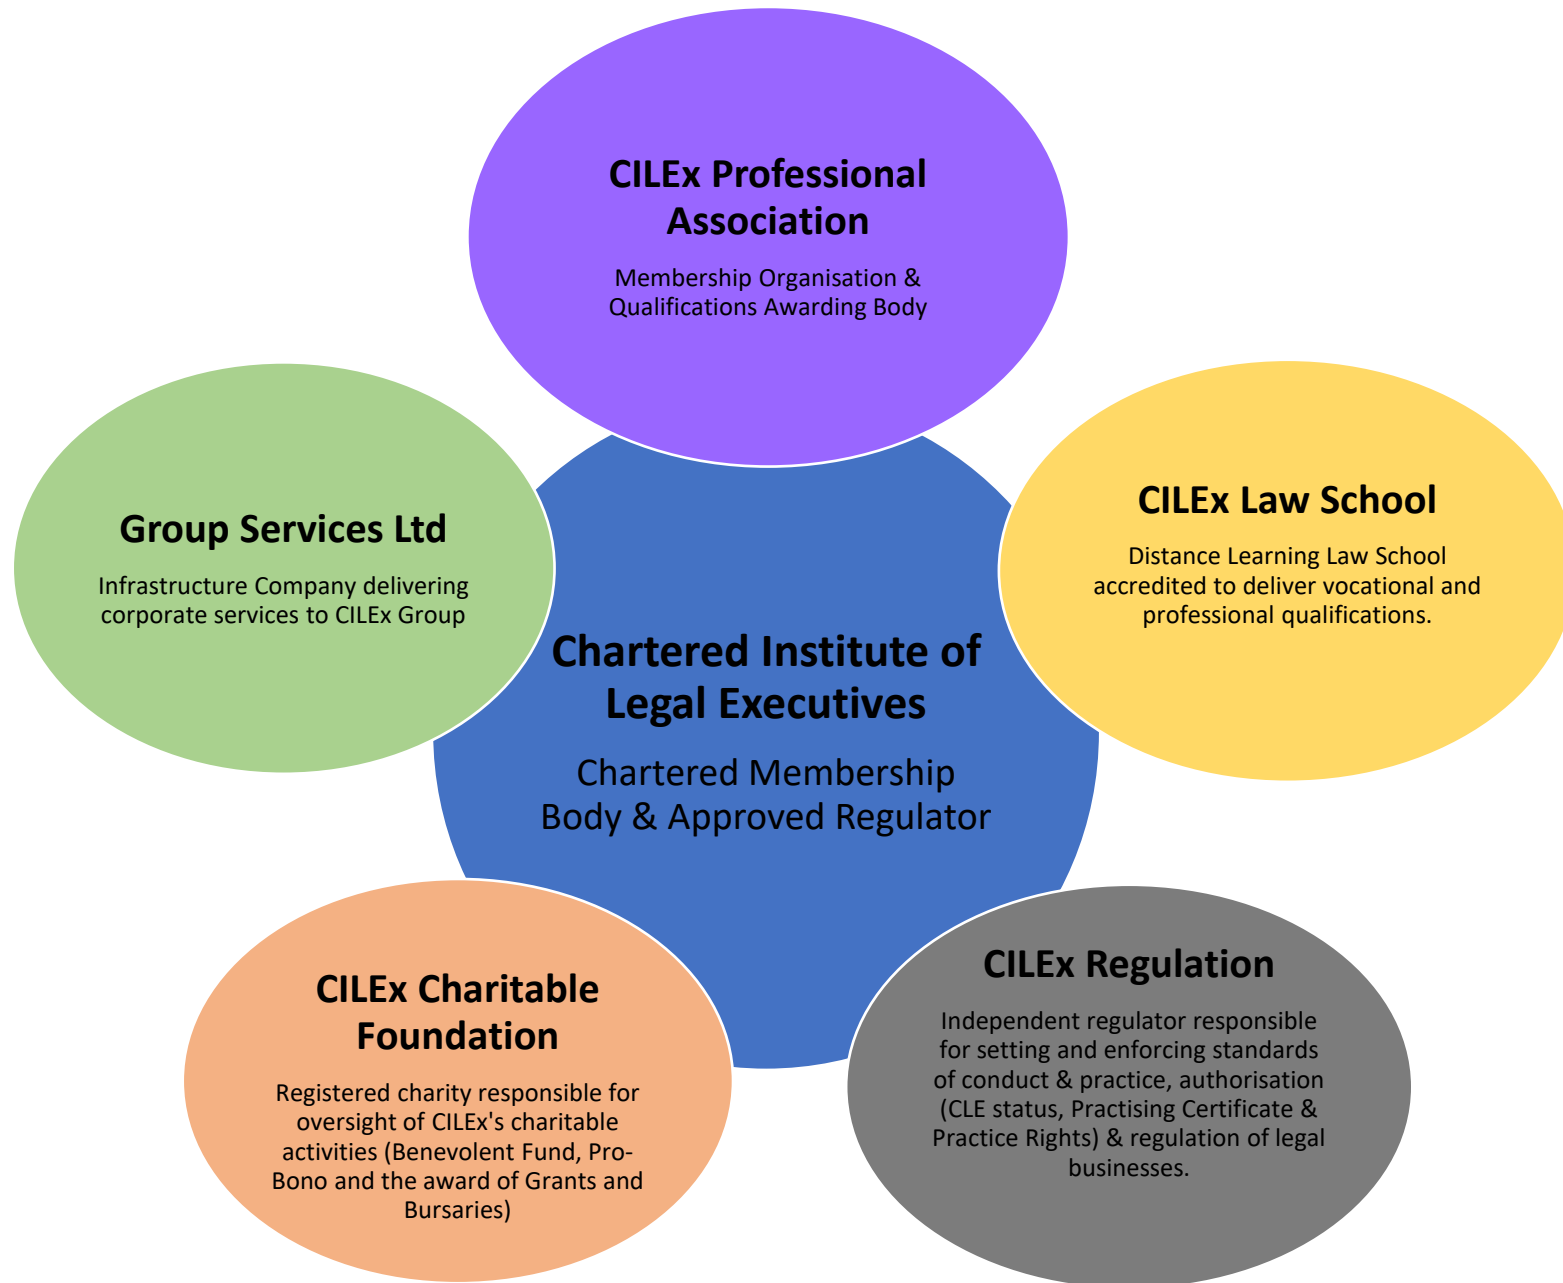 CILEx Professional
Association
Membership Organisation &
Qualifications Awarding Body
Group Services Ltd
Infrastructure Company delivering
corporate services to CILEx Group
CILEx Law School
Distance Learning Law School
accredited to deliver vocational and
professional qualifications.
Chartered Institute of
Legal Executives
Chartered Membership
Body & Approved Regulator
CILEx Charitable
Foundation
Registered charity responsible for
oversight of CILEx's charitable
activities (Benevolent Fund, Pro-
Bono and the award of Grants and
Bursaries)
CILEx Regulation
Independent regulator responsible
for setting and enforcing standards
of conduct & practice, authorisation
(CLE status, Practising Certificate &
Practice Rights) & regulation of legal
businesses.